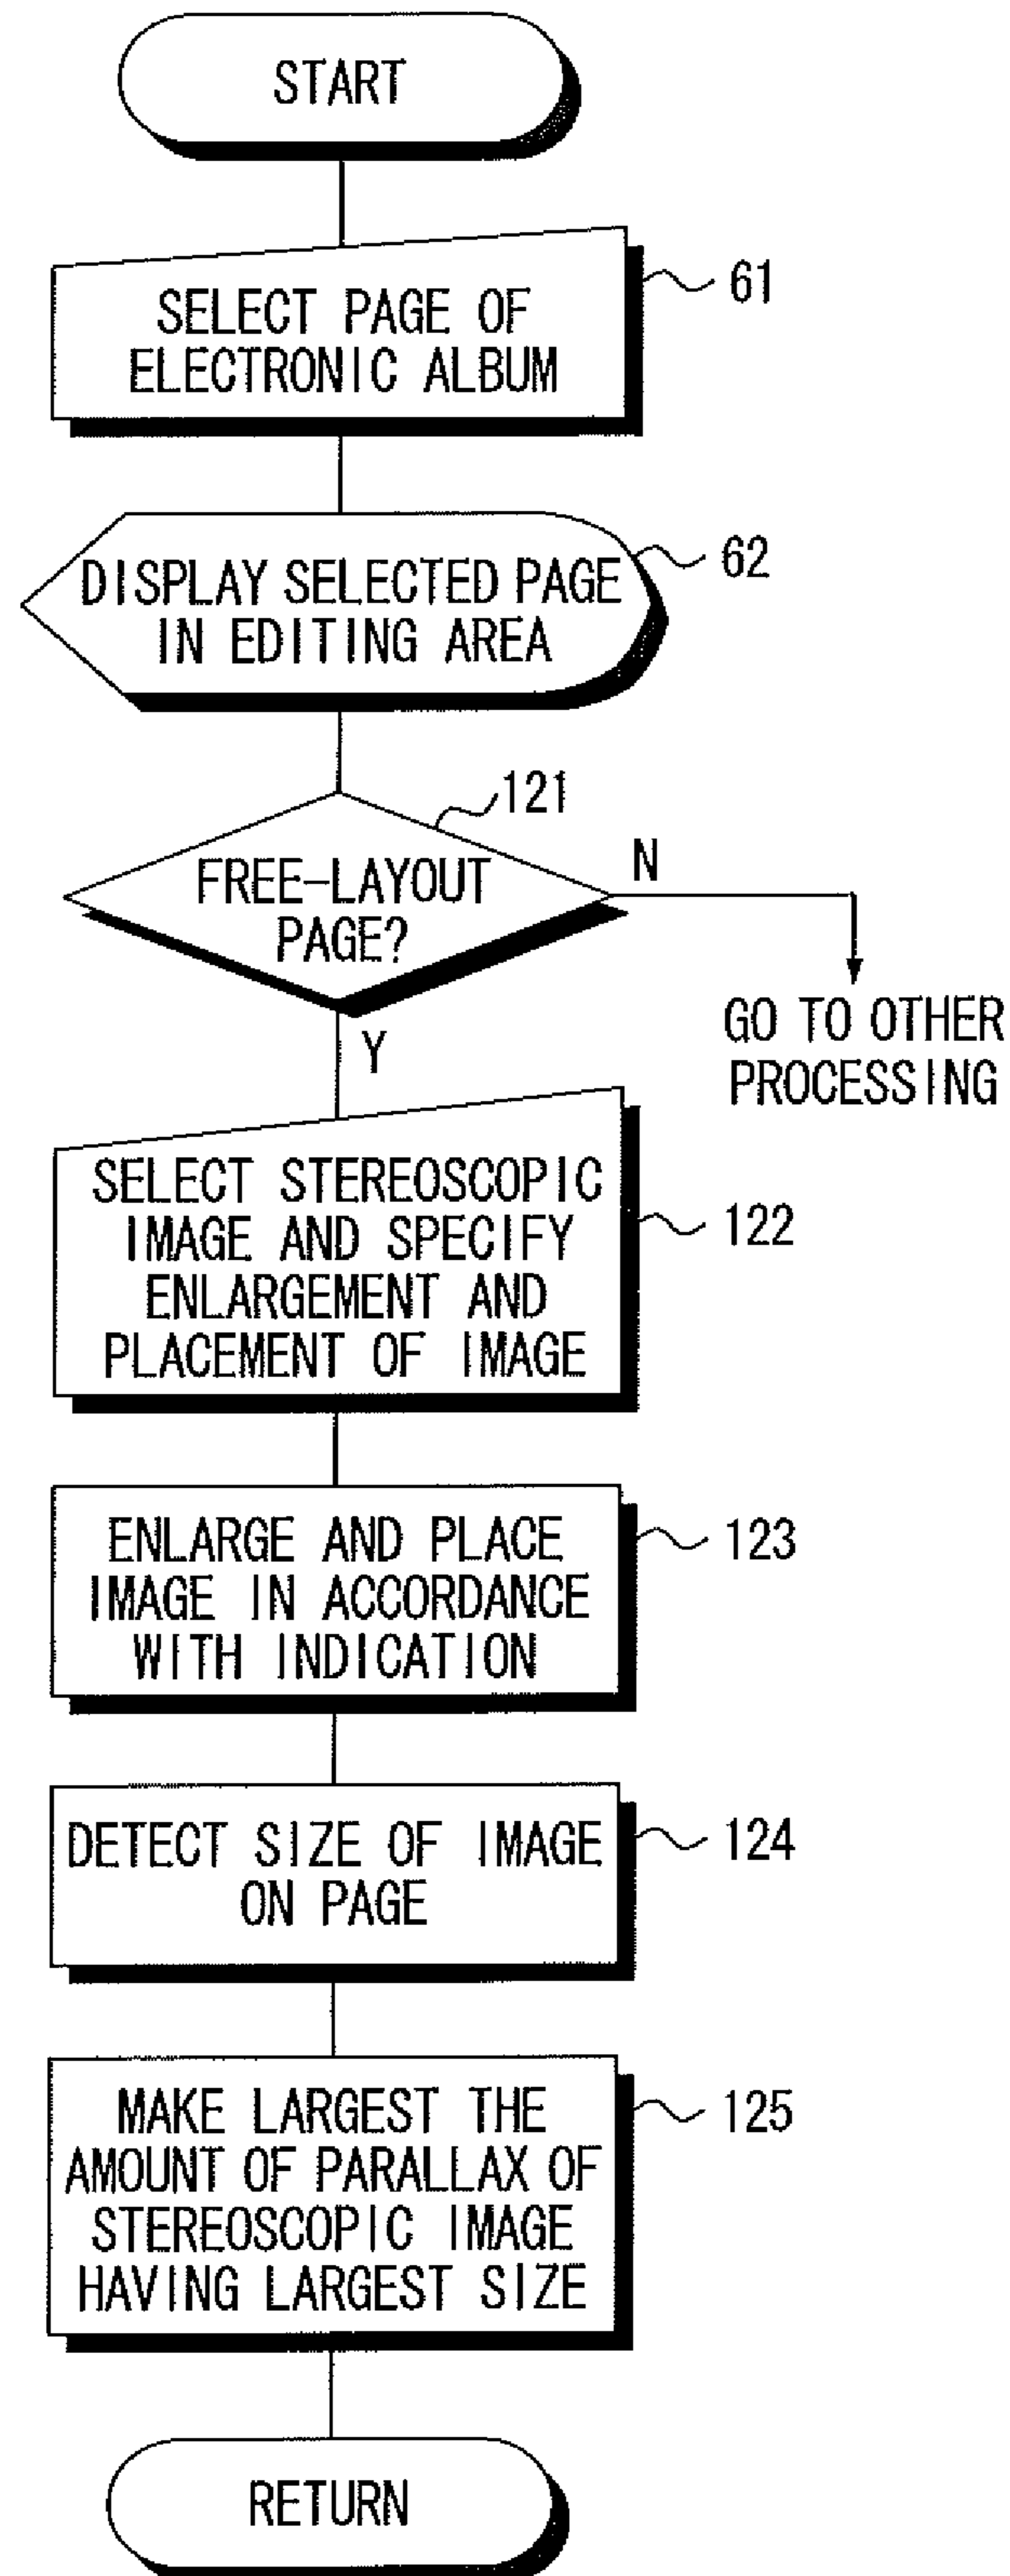 START
SELECT PAGE OF
ELECTRONIC ALBUM
61
DISPLAY SELECTED PAGE
IN EDITING AREA
62
121
FREE-LAYOUT
PAGE?
N
GO TO OTHER
PROCESSING
Y
SELECT STEREOSCOPIC
IMAGE AND SPECIFY
ENLARGEMENT AND
PLACEMENT OF IMAGE
122
ENLARGE AND PLACE
IMAGE IN ACCORDANCE
WITH INDICATION
123
DETECT SIZE OF IMAGE
ON PAGE
124
MAKE LARGEST THE
AMOUNT OF PARALLAX OF
STEREOSCOPIC IMAGE
HAVING LARGEST SIZE
125
RETURN